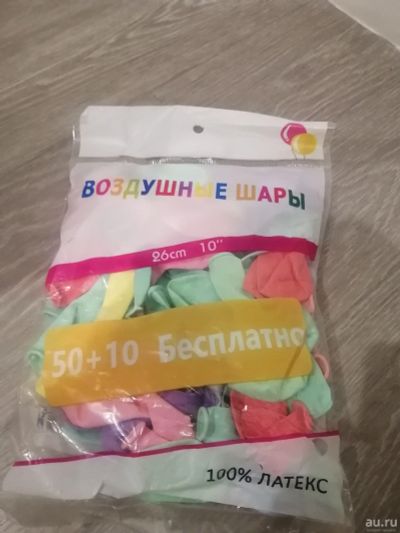 ВОЗДУШНЫЕ ШАРЫ
26cm 10"
50+10 Бесплатно
100% ЛАТЕКС
au.ru